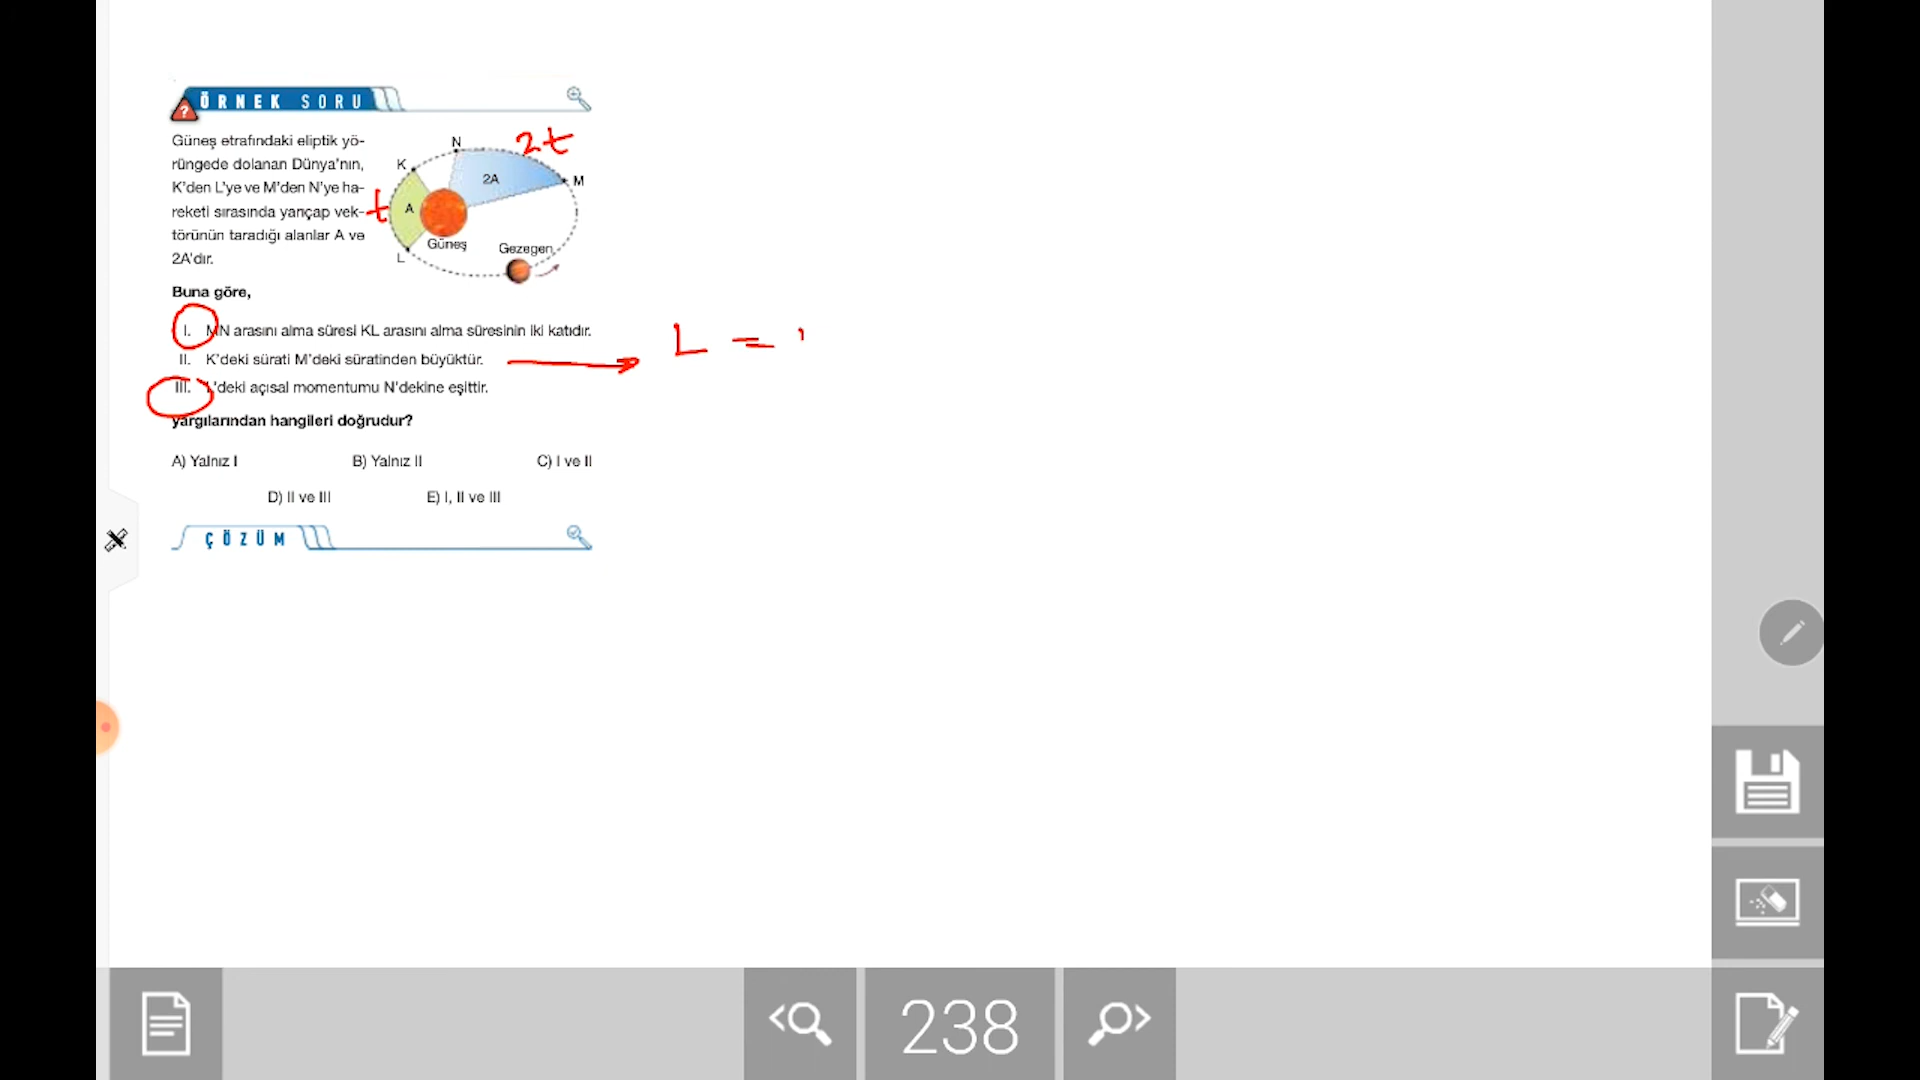 ÖRNEK SORU
Güneş etrafındaki eliptik yö-
rüngede dolanan Dünya'nın,
K'den L'ye ve M'den N'ye ha-
reketi sırasında yarıçap vek-
törünün taradığı alanlar A ve
2A'dır.
N
2t
K
2A
M
t
A
Güneş
Gezegen
L
Buna göre,
I. MN arasını alma süresi KL arasını alma süresinin iki katıdır.
II. K'deki sürati M'deki süratinden büyüktür.
L =
III. L'deki açısal momentumu N'dekine eşittir.
yargılarından hangileri doğrudur?
A) Yalnız I B) Yalnız II C) I ve II
D) II ve III E) I, II ve III
ÇÖZÜM
238